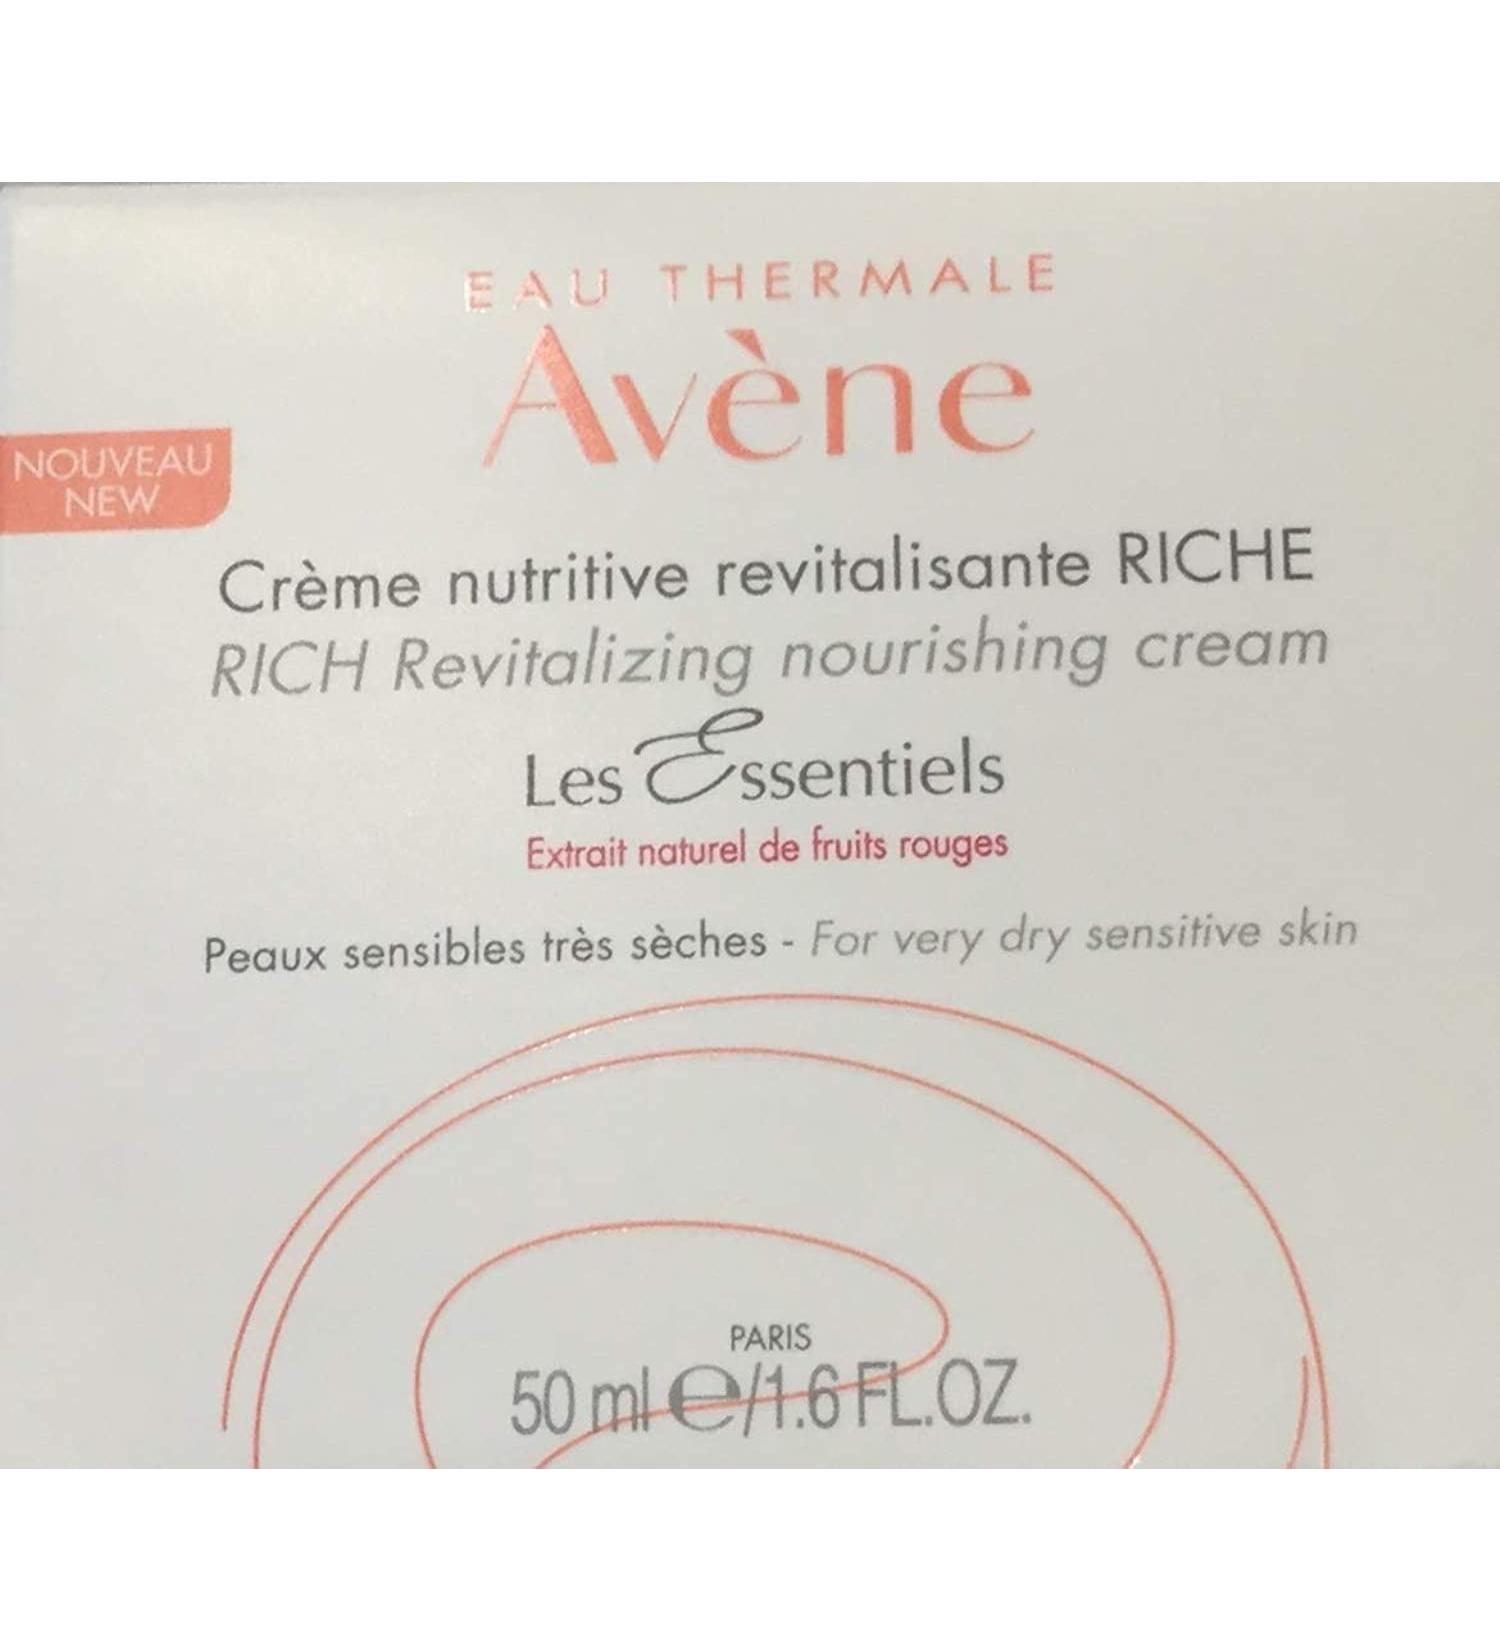 EAU THERMALE
Avène
NOUVEAU
NEW
Crème nutritive revitalisante RICHE
RICH Revitalizing nourishing cream
Les Essentiels
Extrait naturel de fruits rouges
Peaux sensibles très sèches - For very dry sensitive skin
PARIS
50 ml e/1.6 FL.OZ.